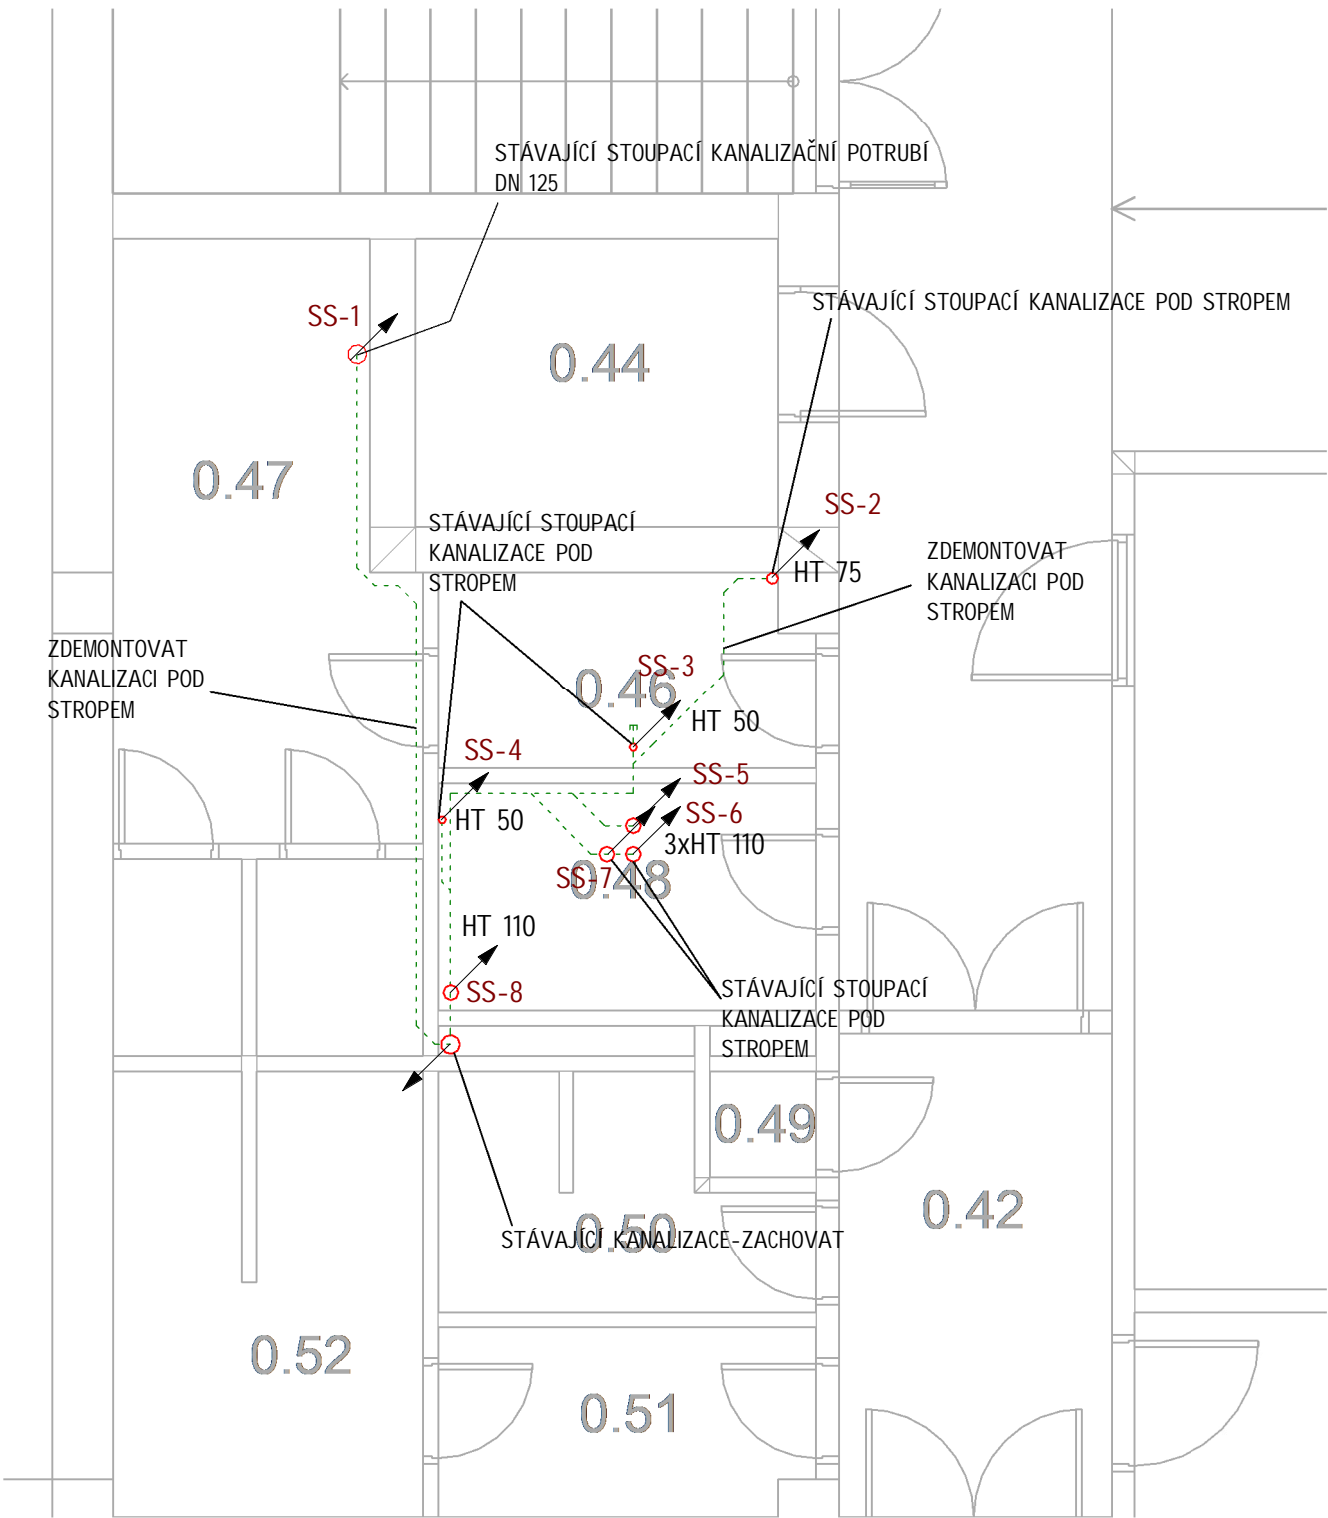 STÁVAJÍCÍ STOUPACÍ KANALIZAČNÍ POTRUBÍ
DN 125
STÁVAJÍCÍ STOUPACÍ KANALIZACE POD STROPEM
SS-1
0.44
0.47
SS-2
STÁVAJÍCÍ STOUPACÍ
KANALIZACE POD
STROPEM
HT 75
ZDEMONTOVAT
KANALIZACI POD
STROPEM
ZDEMONTOVAT
KANALIZACI POD
STROPEM
SS-3
0.46
HT 50
SS-4
HT 50
SS-5
SS-6
3xHT 110
SS-7
0.48
HT 110
SS-8
STÁVAJÍCÍ STOUPACÍ
KANALIZACE POD
STROPEM
0.49
0.42
0.50
STÁVAJÍCÍ KANALIZACE-ZACHOVAT
0.52
0.51